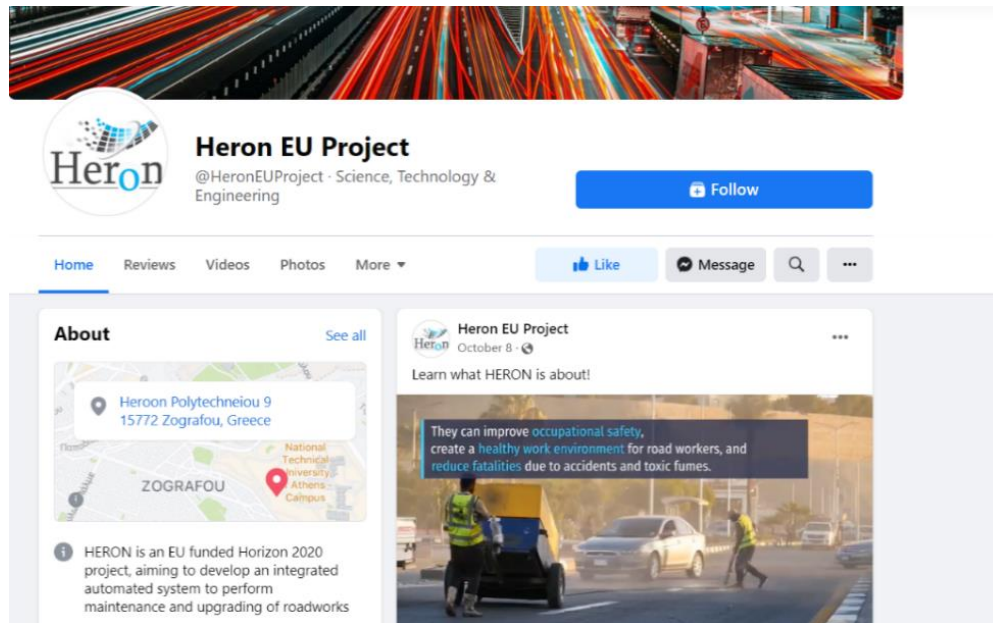 Heron
Heron EU Project
@HeronEUProject · Science, Technology &
Engineering
Follow
Home
Reviews
Videos
Photos
More
Like
Message
About
See all
Heroon Polytechneiou 9
15772 Zografou, Greece
National
Technical
University
Athens
Campus
ZOGRAFOU
HERON is an EU funded Horizon 2020
project, aiming to develop an integrated
automated system to perform
maintenance and upgrading of roadworks
Heron
Heron EU Project
October 8 ·
Learn what HERON is about!
They can improve occupational safety,
create a healthy work environment for road workers, and
reduce fatalities due to accidents and toxic fumes.